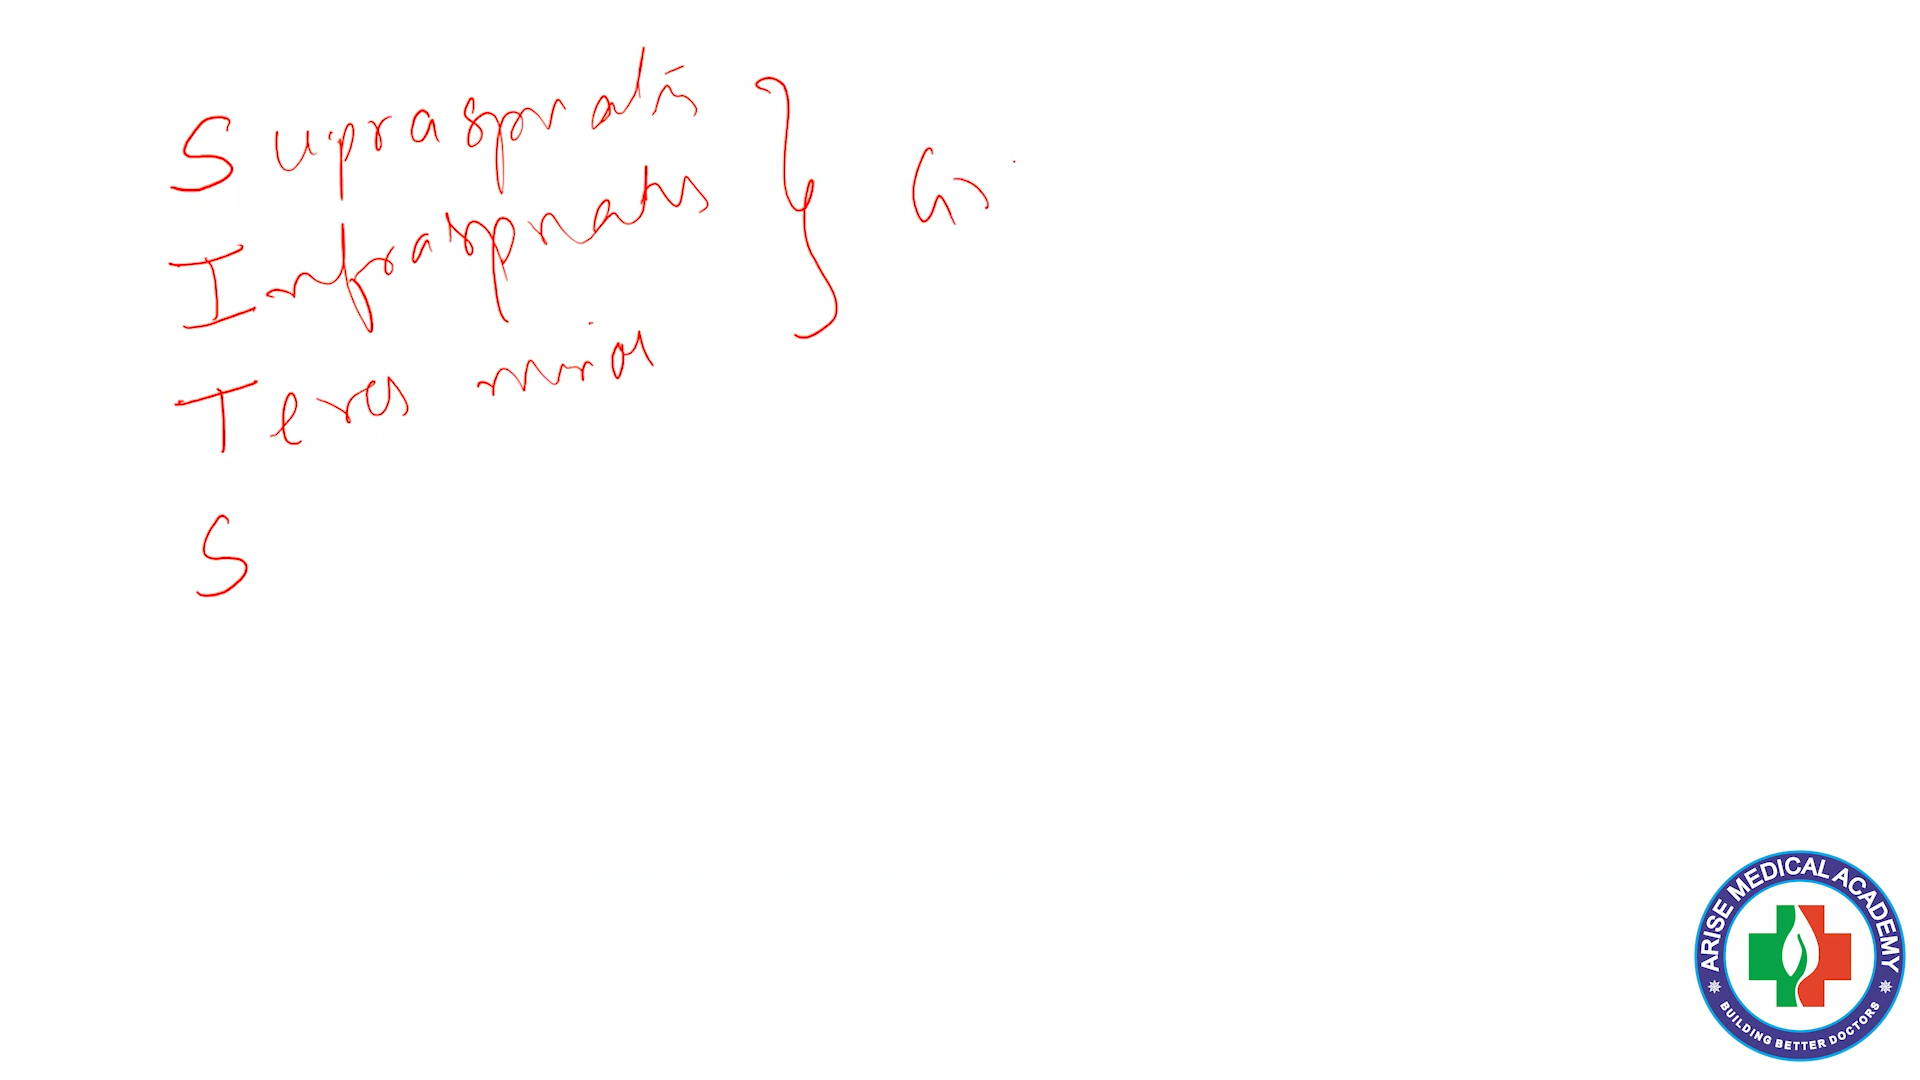 Supraspinatus
Infraspinatus
Teres minor
S
G
ARISE MEDICAL ACADEMY
BUILDING BETTER DOCTORS